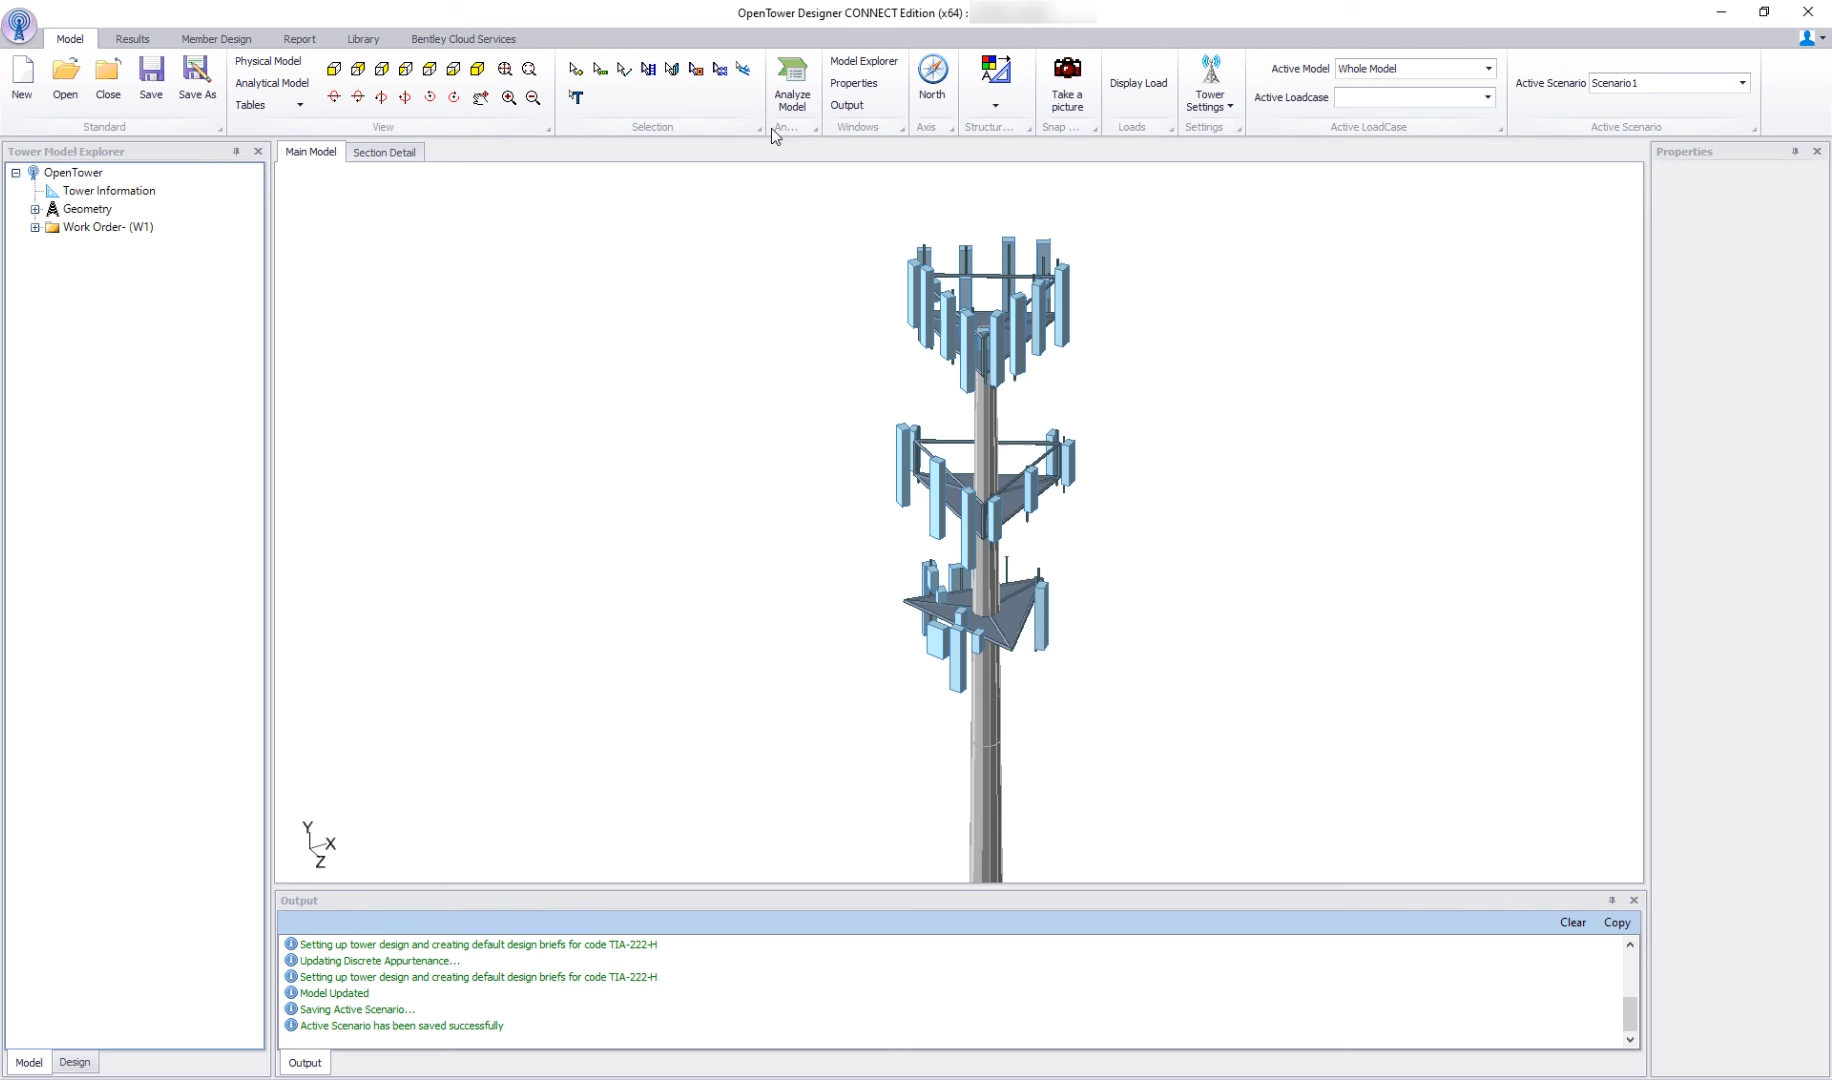 OpenTower Designer CONNECT Edition (x64) :
Model Results Member Design Report Library Bentley Cloud Services
New Open Close Save Save As
Physical Model
Analytical Model
Tables
Analyze Model
Model Explorer
Properties
Output
North
Take a picture
Display Load
Tower Settings
Active Model Whole Model
Active Loadcase
Active Scenario Scenario1
Standard View Selection An... Windows Axis Structur... Snap ... Loads Settings Active LoadCase Active Scenario
Tower Model Explorer
OpenTower
Tower Information
Geometry
Work Order- (W1)
Main Model Section Detail
Properties
Y
X
Z
Output
Clear Copy
Setting up tower design and creating default design briefs for code TIA-222-H
Updating Discrete Appurtenance...
Setting up tower design and creating default design briefs for code TIA-222-H
Model Updated
Saving Active Scenario...
Active Scenario has been saved successfully
Model Design
Output